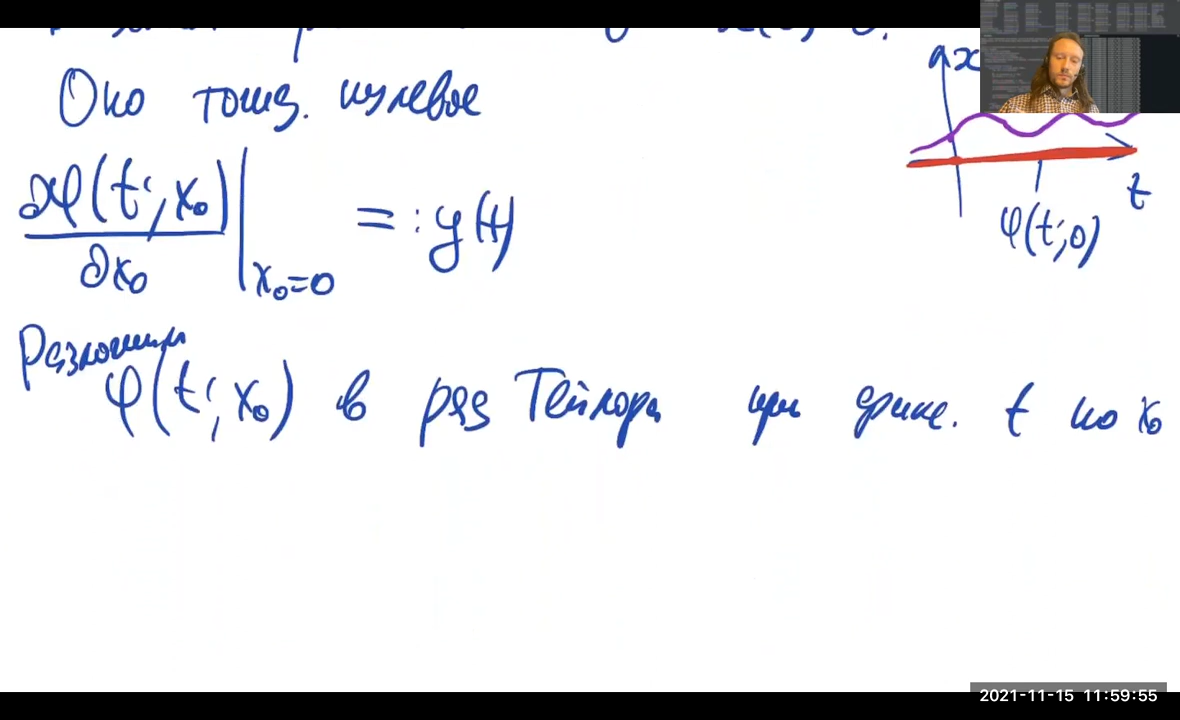 Оно тожд. нулевое
x
∂φ(t; x₀) / ∂x₀ |ₓ₀₌₀ =: y(t)
t
φ(t; 0)
Разложим
φ(t; x₀) в ряд Тейлора при фикс. t по x₀
2021-11-15 11:59:55